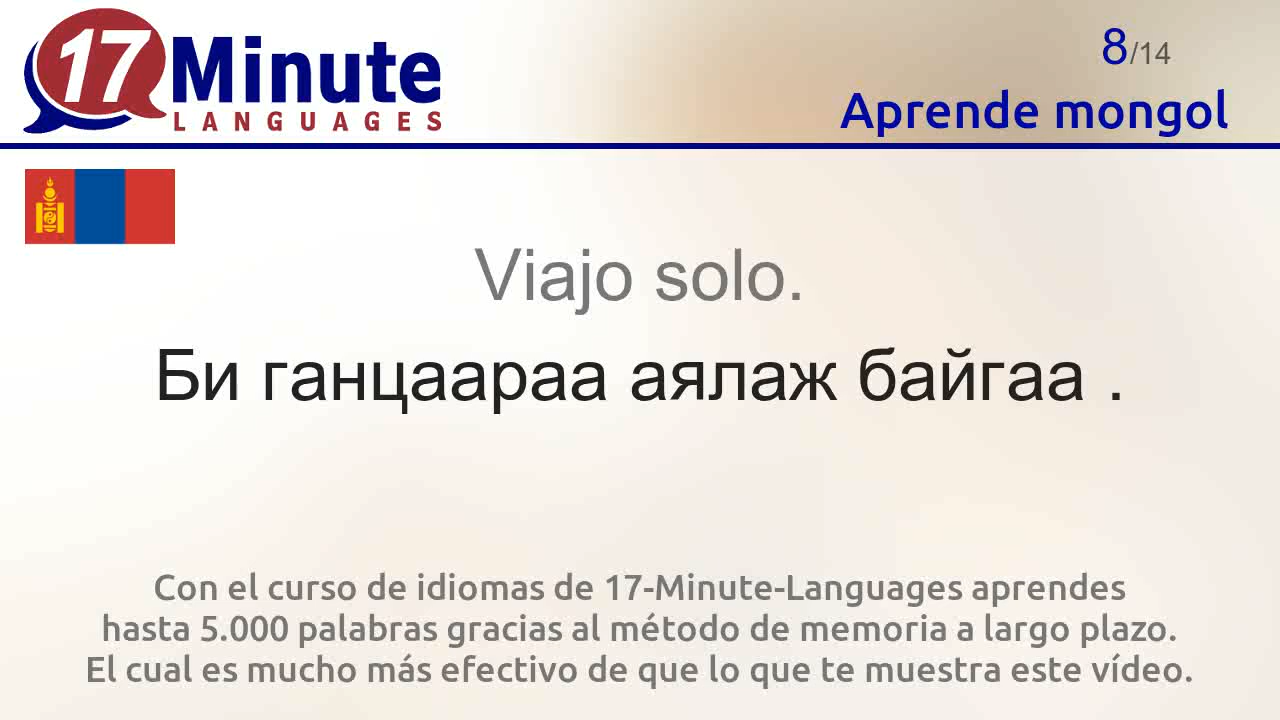 17 Minute
LANGUAGES
8/14
Aprende mongol
Viajo solo.
Би ганцаараа аялаж байгаа .
Con el curso de idiomas de 17-Minute-Languages aprendes
hasta 5.000 palabras gracias al método de memoria a largo plazo.
El cual es mucho más efectivo de que lo que te muestra este vídeo.